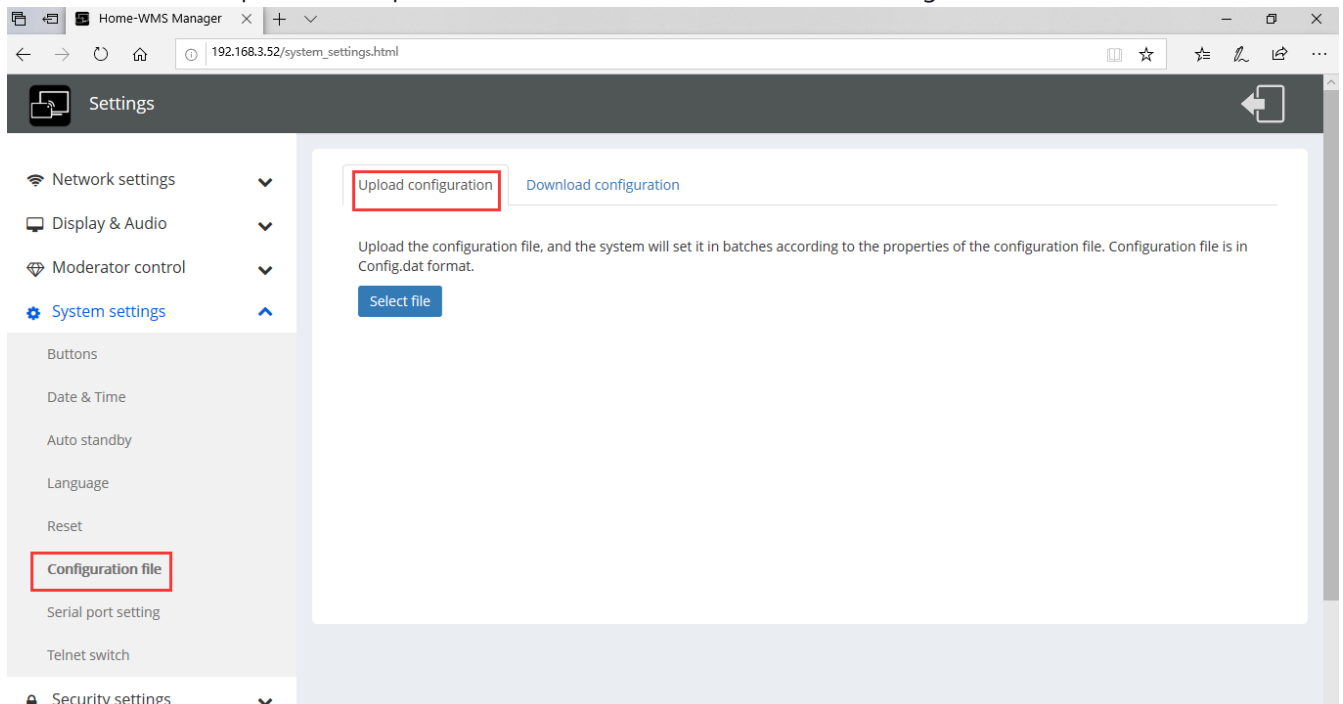 Home-WMS Manager
192.168.3.52/system_settings.html
Settings
Network settings
Display & Audio
Moderator control
System settings
Buttons
Date & Time
Auto standby
Language
Reset
Configuration file
Serial port setting
Telnet switch
Security settings
Upload configuration
Download configuration
Upload the configuration file, and the system will set it in batches according to the properties of the configuration file. Configuration file is in
Config.dat format.
Select file